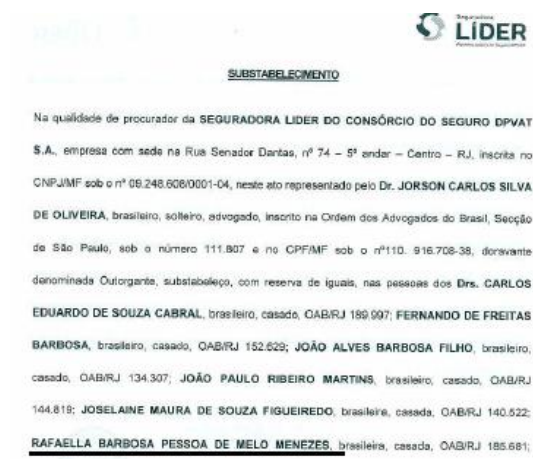 Seguradora
LÍDER
SUBSTABELECIMENTO
Na qualidade de procurador da SEGURADORA LIDER DO CONSÓRCIO DO SEGURO DPVAT
S.A., empresa com sede na Rua Senador Dantas, nº 74 – 5º andar – Centro – RJ, inscrita no
CNPJ/MF sob o nº 09.248.608/0001-04, neste ato representado pelo Dr. JORSON CARLOS SILVA
DE OLIVEIRA, brasileiro, solteiro, advogado, inscrito na Ordem dos Advogados do Brasil, Secção
de São Paulo, sob o número 111.807 e no CPF/MF sob o nº110. 916.708-38, doravante
denominada Outorgante, substabeleço, com reserva de iguais, nas pessoas dos Drs. CARLOS
EDUARDO DE SOUZA CABRAL, brasileiro, casado, OAB/RJ 189.997; FERNANDO DE FREITAS
BARBOSA, brasileiro, casado, OAB/RJ 152.629; JOÃO ALVES BARBOSA FILHO, brasileiro,
casado, OAB/RJ 134.307; JOÃO PAULO RIBEIRO MARTINS, brasileiro, casado, OAB/RJ
144.819; JOSELAINE MAURA DE SOUZA FIGUEIREDO, brasileira, casada, OAB/RJ 140.522;
RAFAELLA BARBOSA PESSOA DE MELO MENEZES, brasileira, casada, OAB/RJ 185.681;